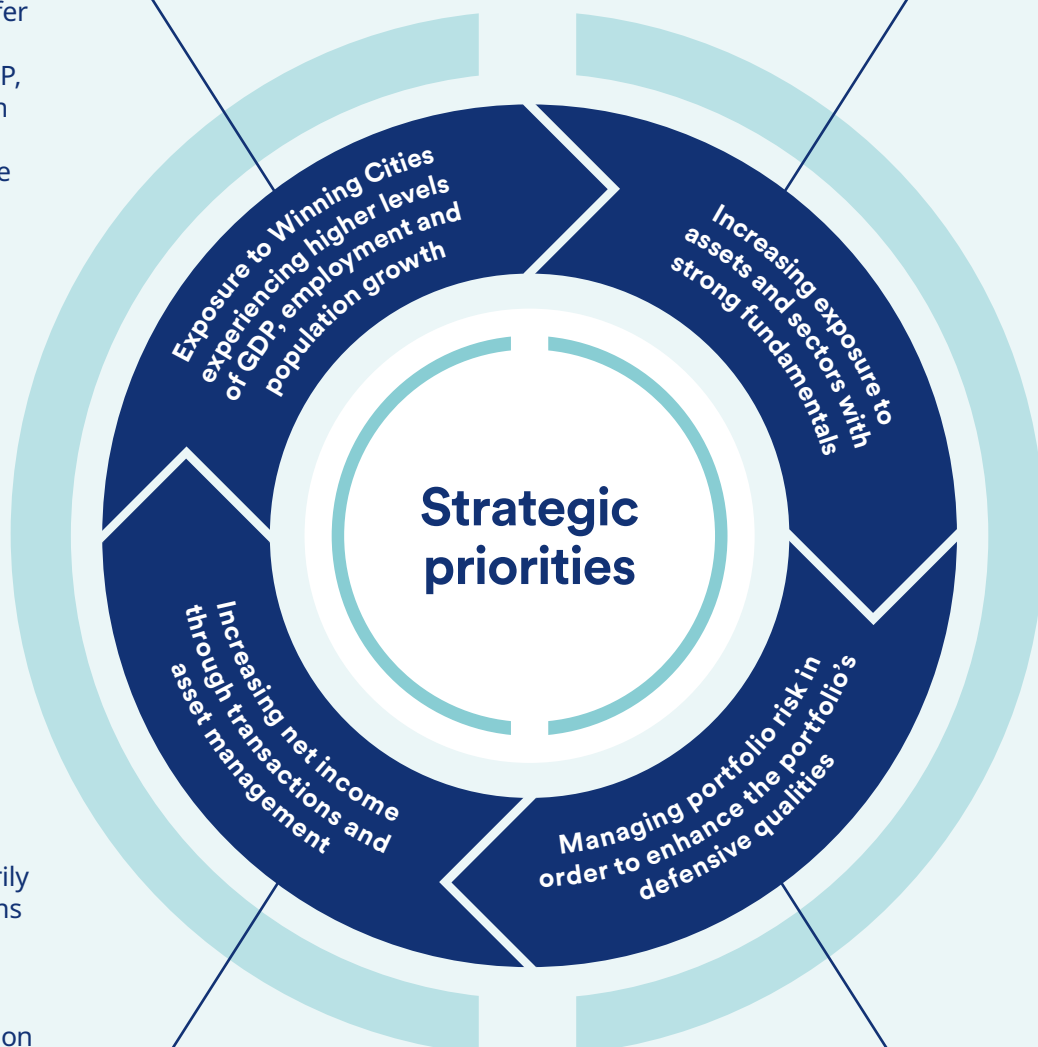 Exposure to Winning Cities
experiencing higher levels
of GDP, employment and
population growth
Increasing exposure to
assets and sectors with
strong fundamentals
Strategic
priorities
Increasing net income
through transactions and
asset management
Managing portfolio risk in
order to enhance the portfolio’s
defensive qualities